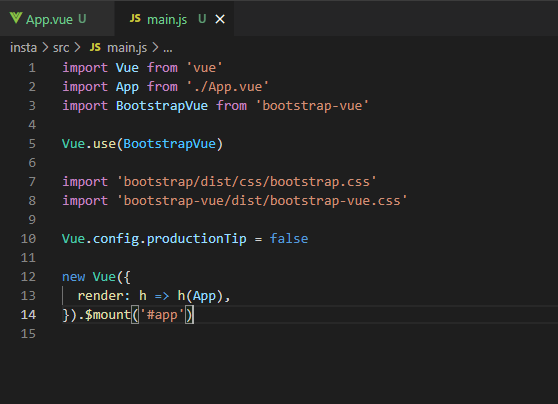 App.vue U JS main.js U ×
insta > src > JS main.js > ...
1 import Vue from 'vue'
2 import App from './App.vue'
3 import BootstrapVue from 'bootstrap-vue'
4
5 Vue.use(BootstrapVue)
6
7 import 'bootstrap/dist/css/bootstrap.css'
8 import 'bootstrap-vue/dist/bootstrap-vue.css'
9
10 Vue.config.productionTip = false
11
12 new Vue({
13   render: h => h(App),
14 }).$mount('#app')
15